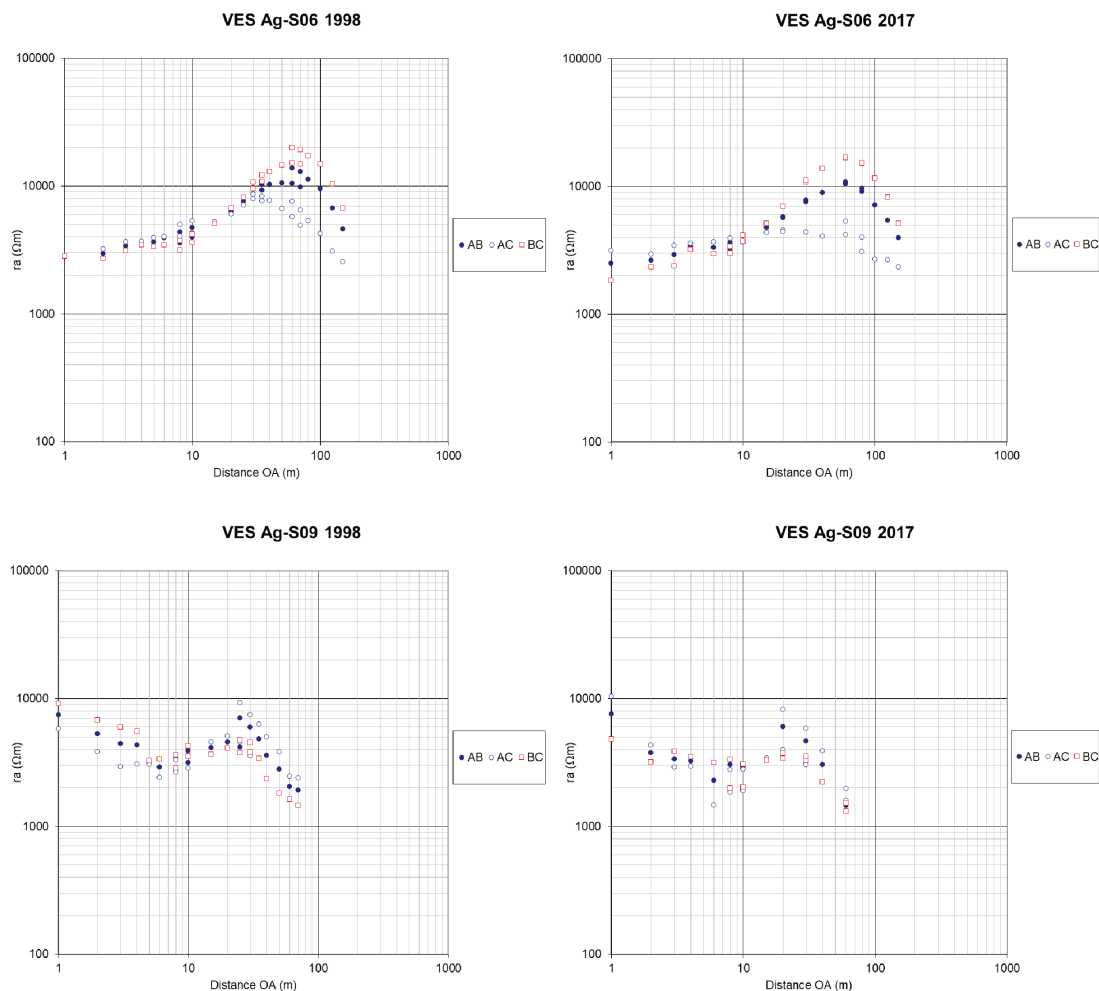 VES Ag-S06 1998
100000
10000
1000
100
ra (Ωm)
1
10
100
1000
Distance OA (m)
AB AC BC
VES Ag-S06 2017
100000
10000
1000
100
ra (Ωm)
1
10
100
1000
Distance OA (m)
AB AC BC
VES Ag-S09 1998
100000
10000
1000
100
ra (Ωm)
1
10
100
1000
Distance OA (m)
AB AC BC
VES Ag-S09 2017
100000
10000
1000
100
ra (Ωm)
1
10
100
1000
Distance OA (m)
AB AC BC